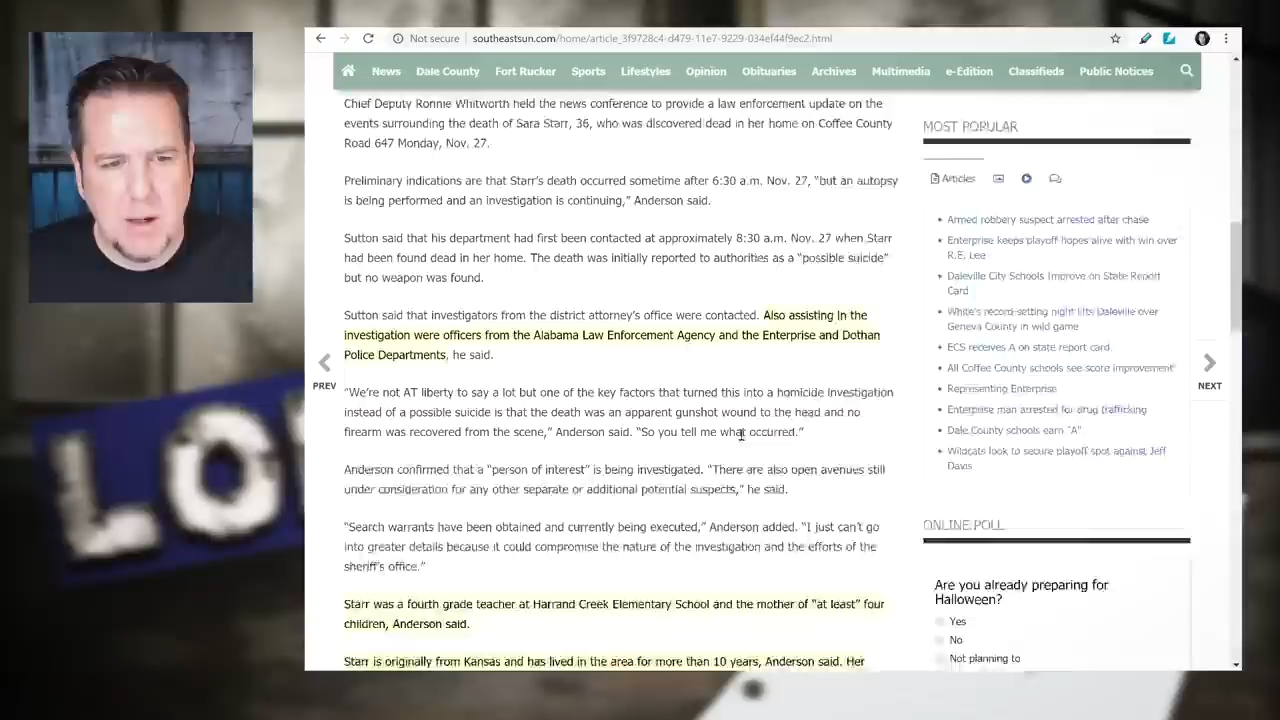 Not secure southeastsun.com/home/article_3f9728c4-d479-11e7-9229-034ef44f9ec2.html
News Dale County Fort Rucker Sports Lifestyles Opinion Obituaries Archives Multimedia e-Edition Classifieds Public Notices
Chief Deputy Ronnie Whitworth held the news conference to provide a law enforcement update on the
events surrounding the death of Sara Starr, 36, who was discovered dead in her home on Coffee County
Road 647 Monday, Nov. 27.
Preliminary indications are that Starr's death occurred sometime after 6:30 a.m. Nov. 27, "but an autopsy
is being performed and an investigation is continuing," Anderson said.
Sutton said that his department had first been contacted at approximately 8:30 a.m. Nov. 27 when Starr
had been found dead in her home. The death was initially reported to authorities as a "possible suicide"
but no weapon was found.
Sutton said that investigators from the district attorney's office were contacted. Also assisting in the
investigation were officers from the Alabama Law Enforcement Agency and the Enterprise and Dothan
Police Departments, he said.
"We're not AT liberty to say a lot but one of the key factors that turned this into a homicide investigation
instead of a possible suicide is that the death was an apparent gunshot wound to the head and no
firearm was recovered from the scene," Anderson said. "So you tell me what occurred."
Anderson confirmed that a "person of interest" is being investigated. "There are also open avenues still
under consideration for any other separate or additional potential suspects," he said.
"Search warrants have been obtained and currently being executed," Anderson added. "I just can't go
into greater details because it could compromise the nature of the investigation and the efforts of the
sheriff's office."
Starr was a fourth grade teacher at Harrand Creek Elementary School and the mother of "at least" four
children, Anderson said.
Starr is originally from Kansas and has lived in the area for more than 10 years, Anderson said. Her
PREV
NEXT
MOST POPULAR
Articles
Armed robbery suspect arrested after chase
Enterprise keeps playoff hopes alive with win over
R.E. Lee
Daleville City Schools Improve on State Report
Card
White's record-setting night lifts Daleville over
Geneva County in wild game
ECS receives A on state report card
All Coffee County schools see score improvement
Representing Enterprise
Enterprise man arrested for drug trafficking
Dale County schools earn "A"
Wildcats look to secure playoff spot against Jeff
Davis
ONLINE POLL
Are you already preparing for
Halloween?
Yes
No
Not planning to
LO